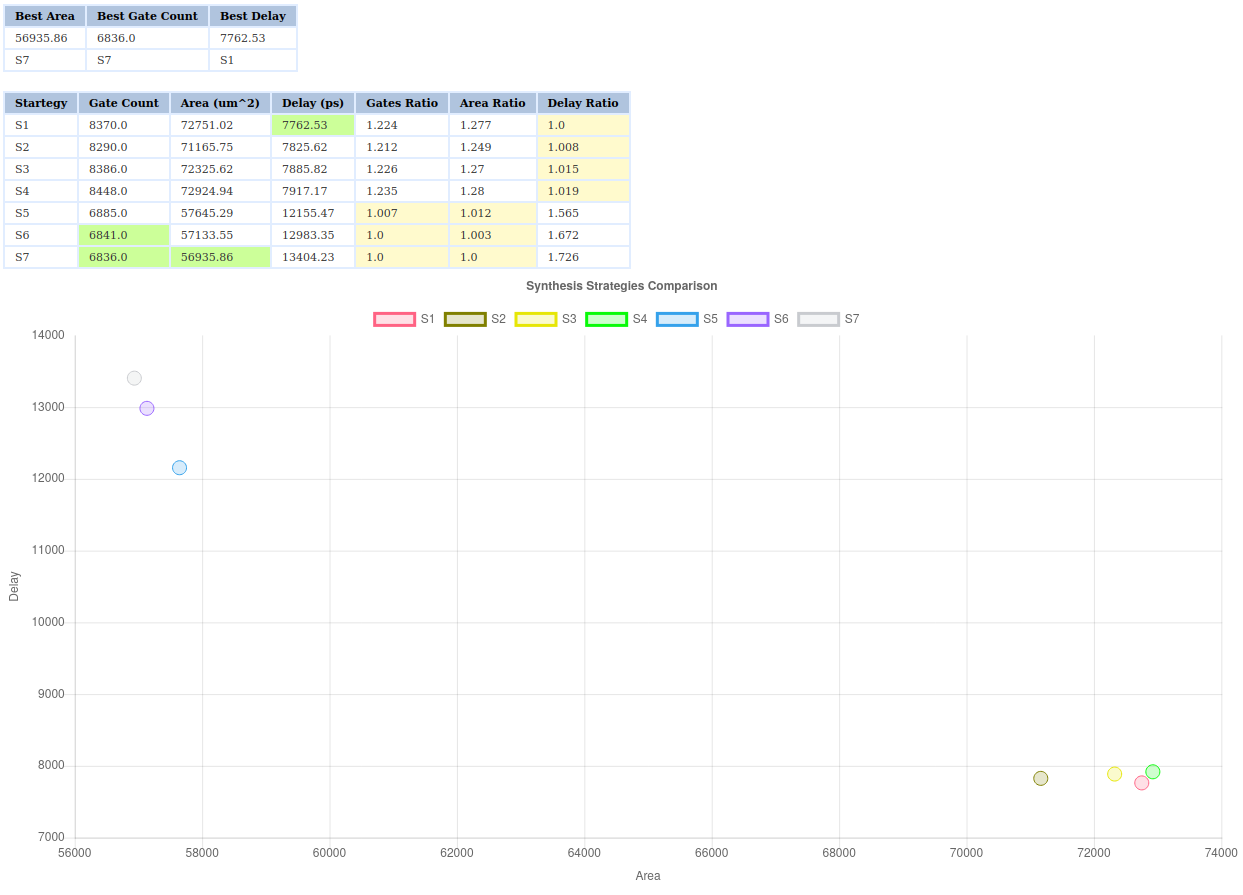 Best Area Best Gate Count Best Delay
56935.86 6836.0 7762.53
S7 S7 S1
Startegy Gate Count Area (um^2) Delay (ps) Gates Ratio Area Ratio Delay Ratio
S1 8370.0 72751.02 7762.53 1.224 1.277 1.0
S2 8290.0 71165.75 7825.62 1.212 1.249 1.008
S3 8386.0 72325.62 7885.82 1.226 1.27 1.015
S4 8448.0 72924.94 7917.17 1.235 1.28 1.019
S5 6885.0 57645.29 12155.47 1.007 1.012 1.565
S6 6841.0 57133.55 12983.35 1.0 1.003 1.672
S7 6836.0 56935.86 13404.23 1.0 1.0 1.726
Synthesis Strategies Comparison
S1 S2 S3 S4 S5 S6 S7
14000
13000
12000
11000
10000
9000
8000
7000
Delay
56000 58000 60000 62000 64000 66000 68000 70000 72000 74000
Area